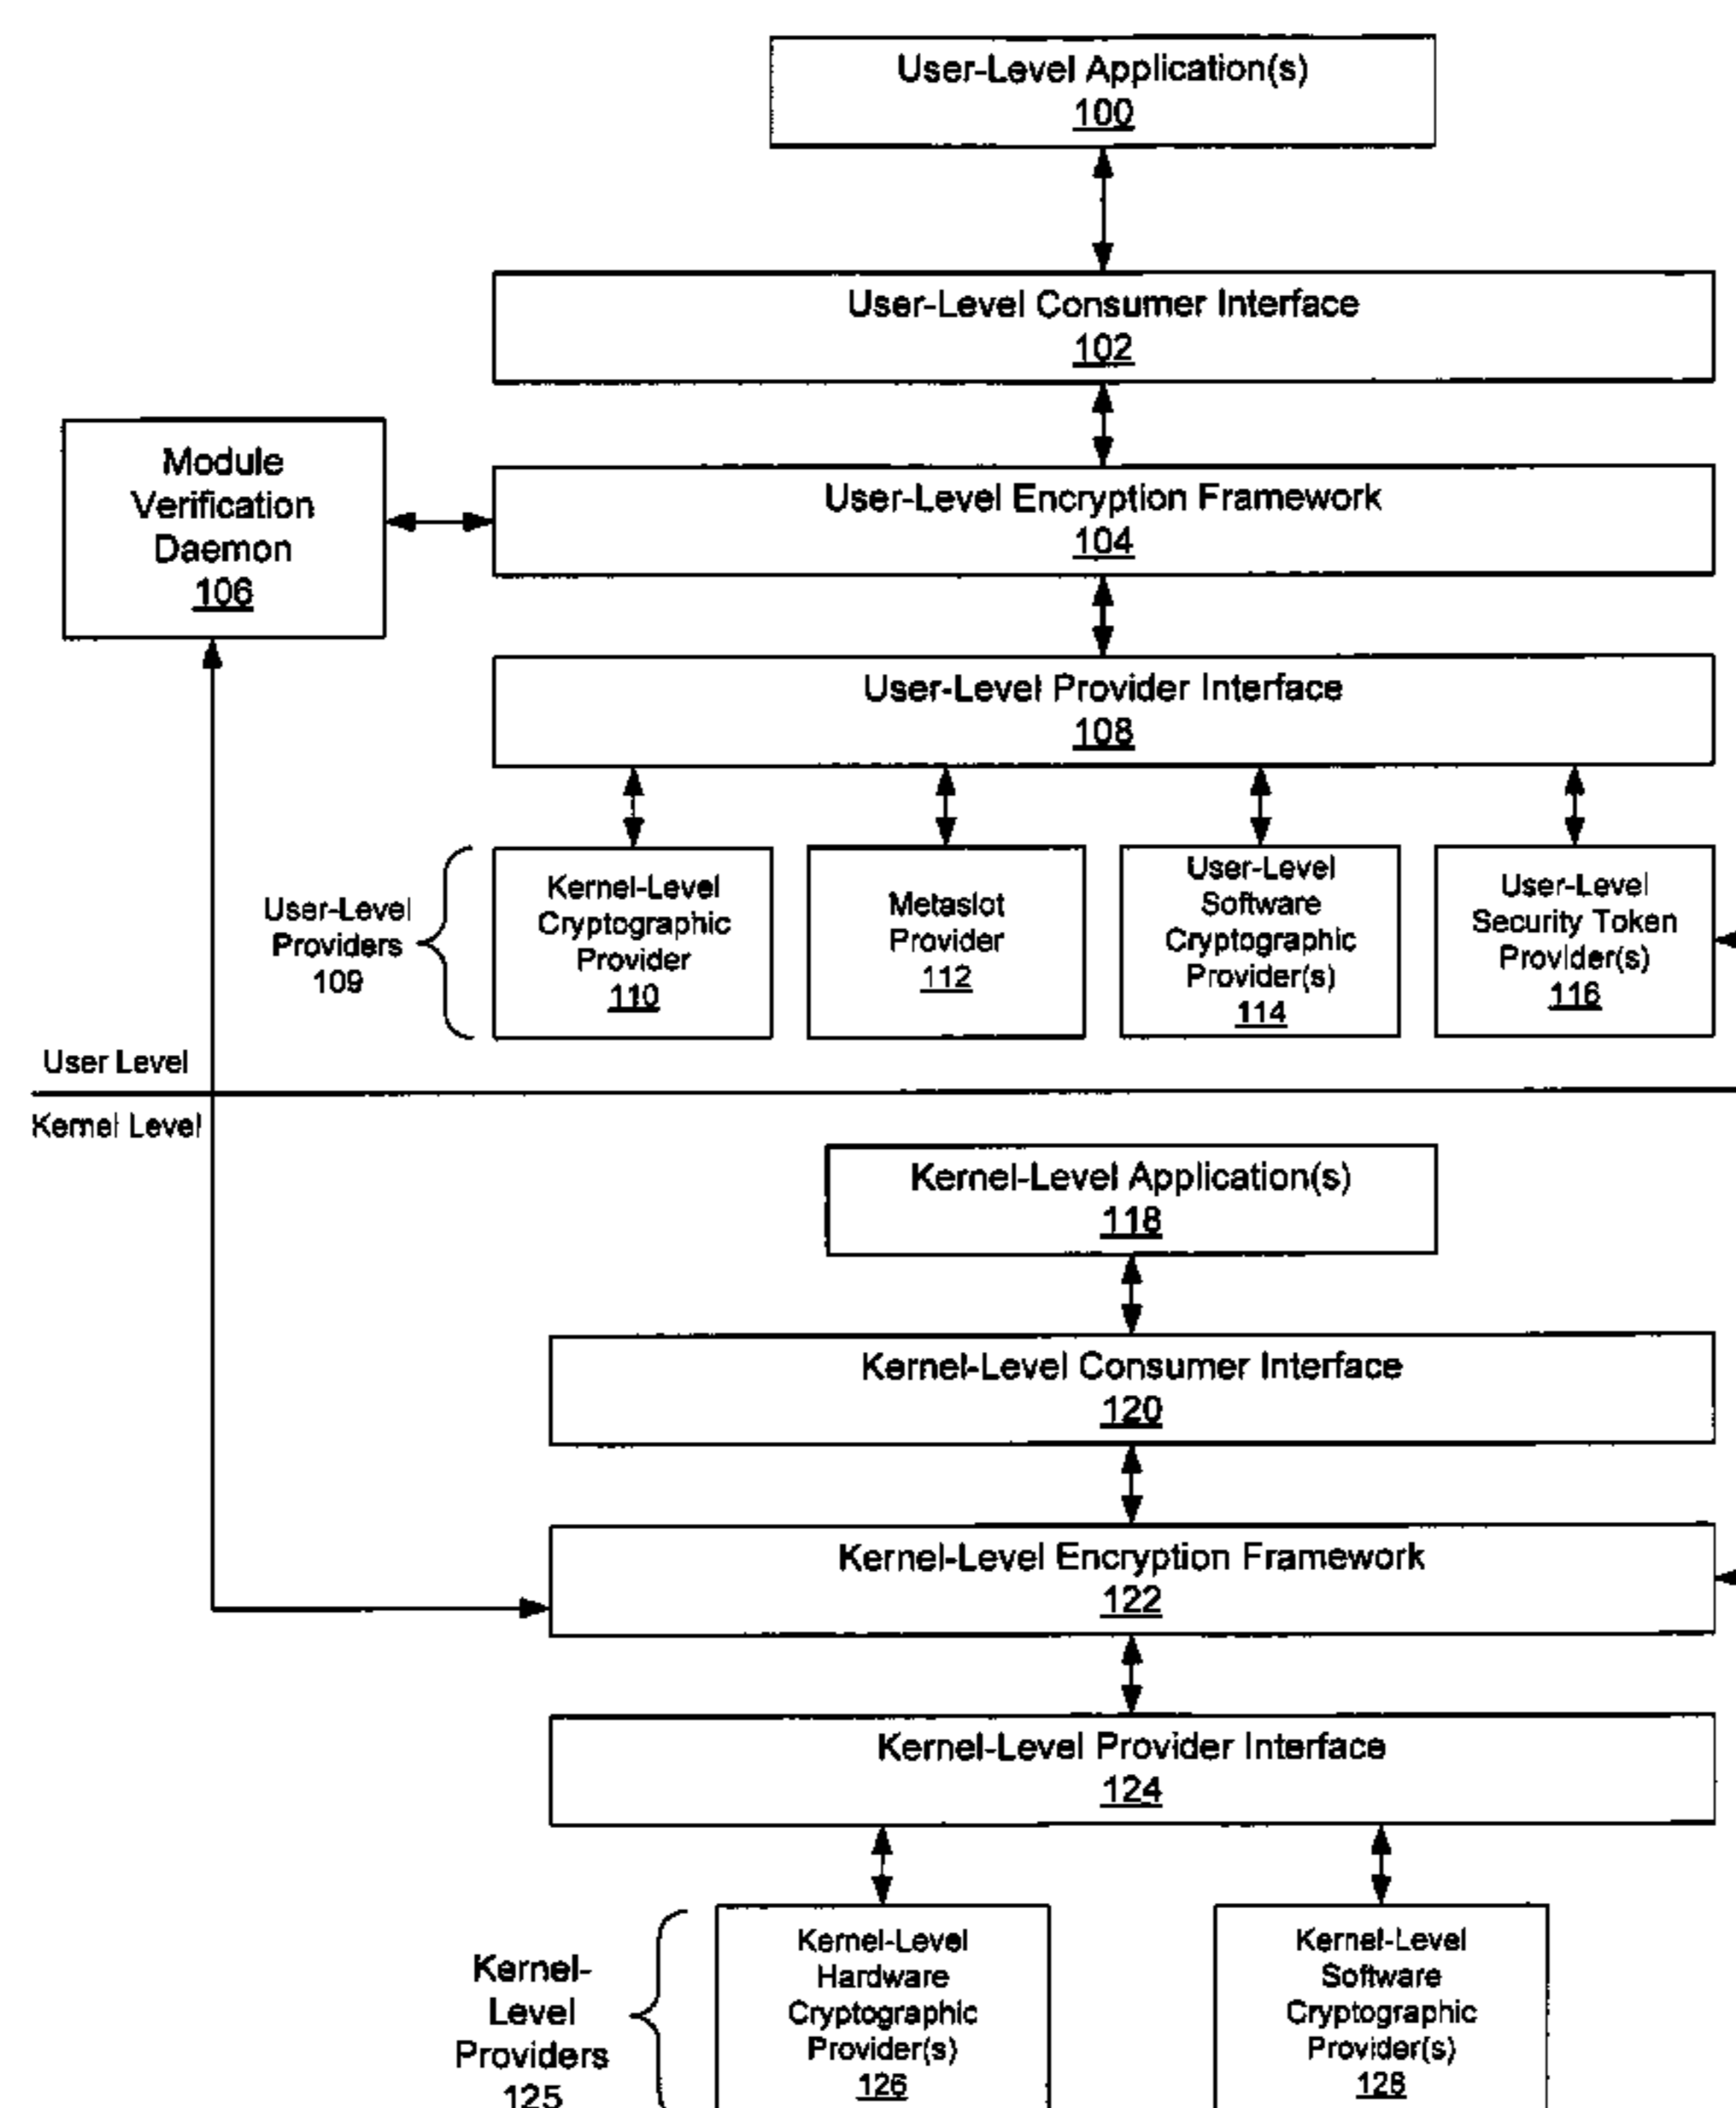 User-Level Application(s)
100
User-Level Consumer Interface
102
Module
Verification
Daemon
106
User-Level Encryption Framework
104
User-Level Provider Interface
108
User-Level
Providers
109
Kernel-Level
Cryptographic
Provider
110
Metaslot
Provider
112
User-Level
Software
Cryptographic
Provider(s)
114
User-Level
Security Token
Provider(s)
116
User Level
Kernel Level
Kernel-Level Application(s)
118
Kernel-Level Consumer Interface
120
Kernel-Level Encryption Framework
122
Kernel-Level Provider Interface
124
Kernel-
Level
Providers
125
Kernel-Level
Hardware
Cryptographic
Provider(s)
126
Kernel-Level
Software
Cryptographic
Provider(s)
128